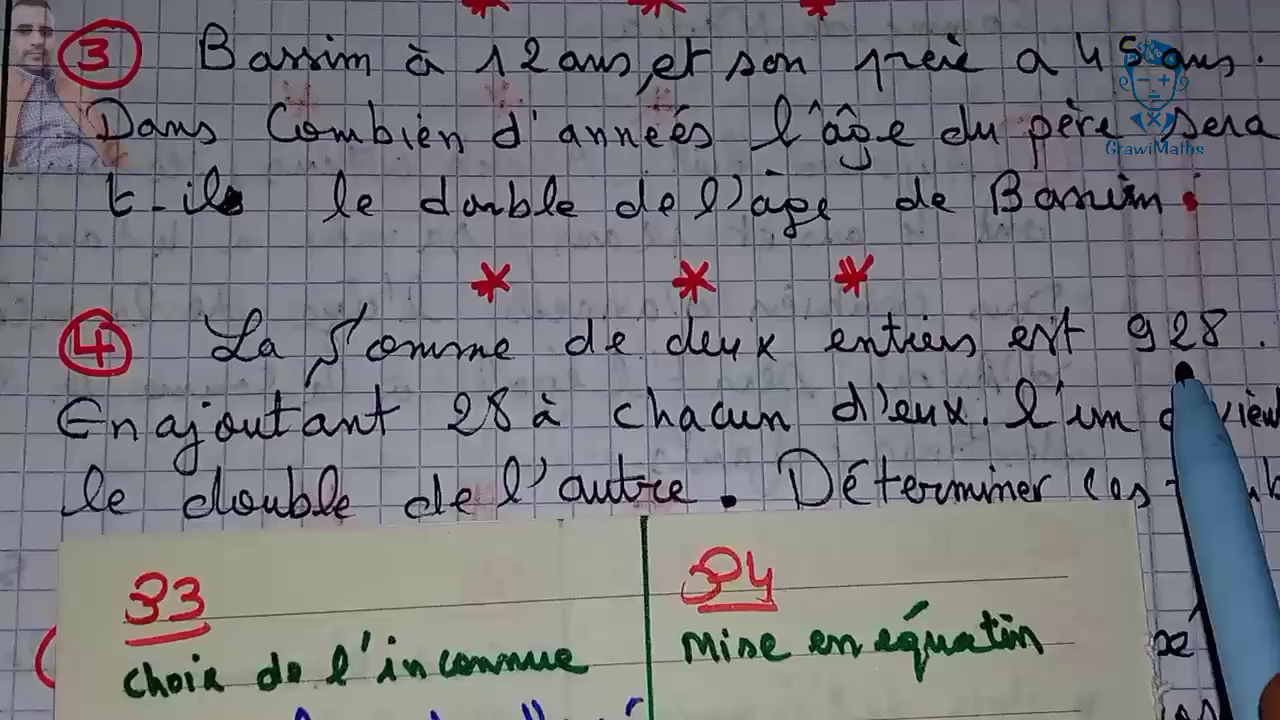 3 Bassim à 12 ans, et son père a 45 ans.
Dans Combien d'années l'âge du père sera
t-il le double de l'âge de Bassim
GrawiMaths
* * *
4 La Somme de deux entiers est 928.
En ajoutant 28 à chacun d'eux. l'un
le double de l'autre. Déterminer ces
33
choix de l'inconnue
34
Mise en équatin